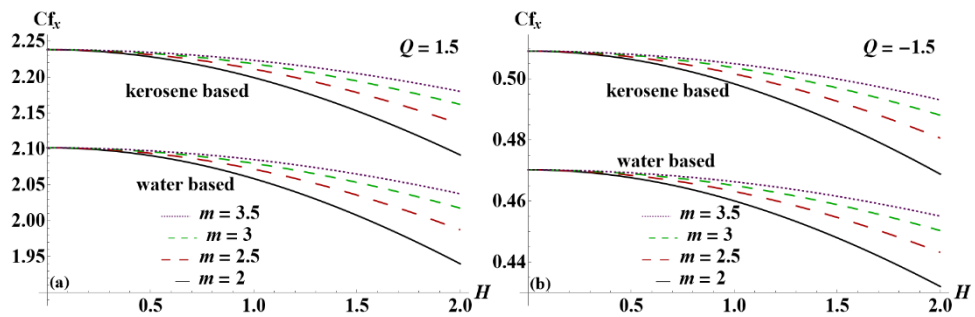 Cf_x
2.25
2.20
2.15
2.10
2.05
2.00
1.95
Q = 1.5
kerosene based
water based
m = 3.5
m = 3
m = 2.5
m = 2
(a)
0.5
1.0
1.5
2.0
H
Cf_x
0.50
0.48
0.46
0.44
Q = −1.5
kerosene based
water based
m = 3.5
m = 3
m = 2.5
m = 2
(b)
0.5
1.0
1.5
2.0
H